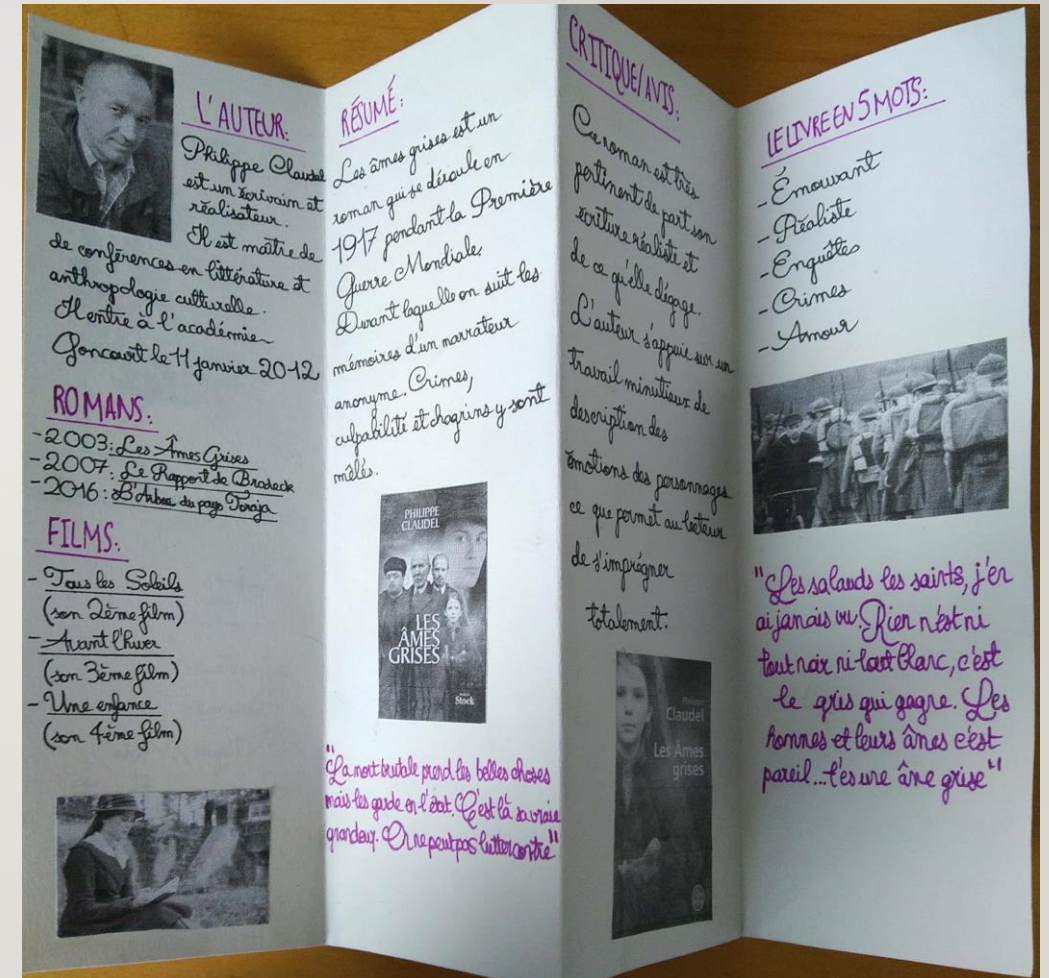 L'AUTEUR:
Philippe Claudel
est un écrivain et
réalisateur.
Il est maître de
de conférences en littérature et
anthropologie culturelle.
Il entre à l'académie
Goncourt le 11 janvier 2012
ROMANS:
-2003: Les Âmes Grises
-2007: Le Rapport de Brodeck
-2016: L'Arbre du pays Toraja
FILMS:
- Tous les Soleils
(son 2ème film)
- Avant l'hiver
(son 3ème film)
- Une enfance
(son 4ème film)
RÉSUMÉ:
Les âmes grises est un
roman qui se déroule en
1917 pendant la Première
Guerre Mondiale.
Durant laquelle on suit les
mémoires d'un narrateur
anonyme. Crimes,
culpabilité et chagrins y sont
mêlés.
PHILIPPE
CLAUDEL
LES
ÂMES
GRISES
Stock
"La mort brutale prend les belles choses
mais les garde en l'état. C'est là sa vraie
grandeur. On ne peut pas lutter contre"
CRITIQUE/AVIS:
Ce roman est très
pertinent de part son
écriture réaliste et
de ce qu'elle dégage.
L'auteur s'appuie sur un
travail minutieux de
description des
émotions des personnages
ce que permet au lecteur
de s'imprégner
totalement.
Philippe
Claudel
Les Âmes
grises
LE LIVRE EN 5 MOTS:
- Émouvant
- Réaliste
- Enquêtes
- Crimes
- Amour
"Les salauds les saints, j'en
ai jamais vu. Rien n'est ni
tout noir ni tout blanc, c'est
le gris qui gagne. Les
hommes et leurs âmes c'est
pareil... t'es une âme grise"